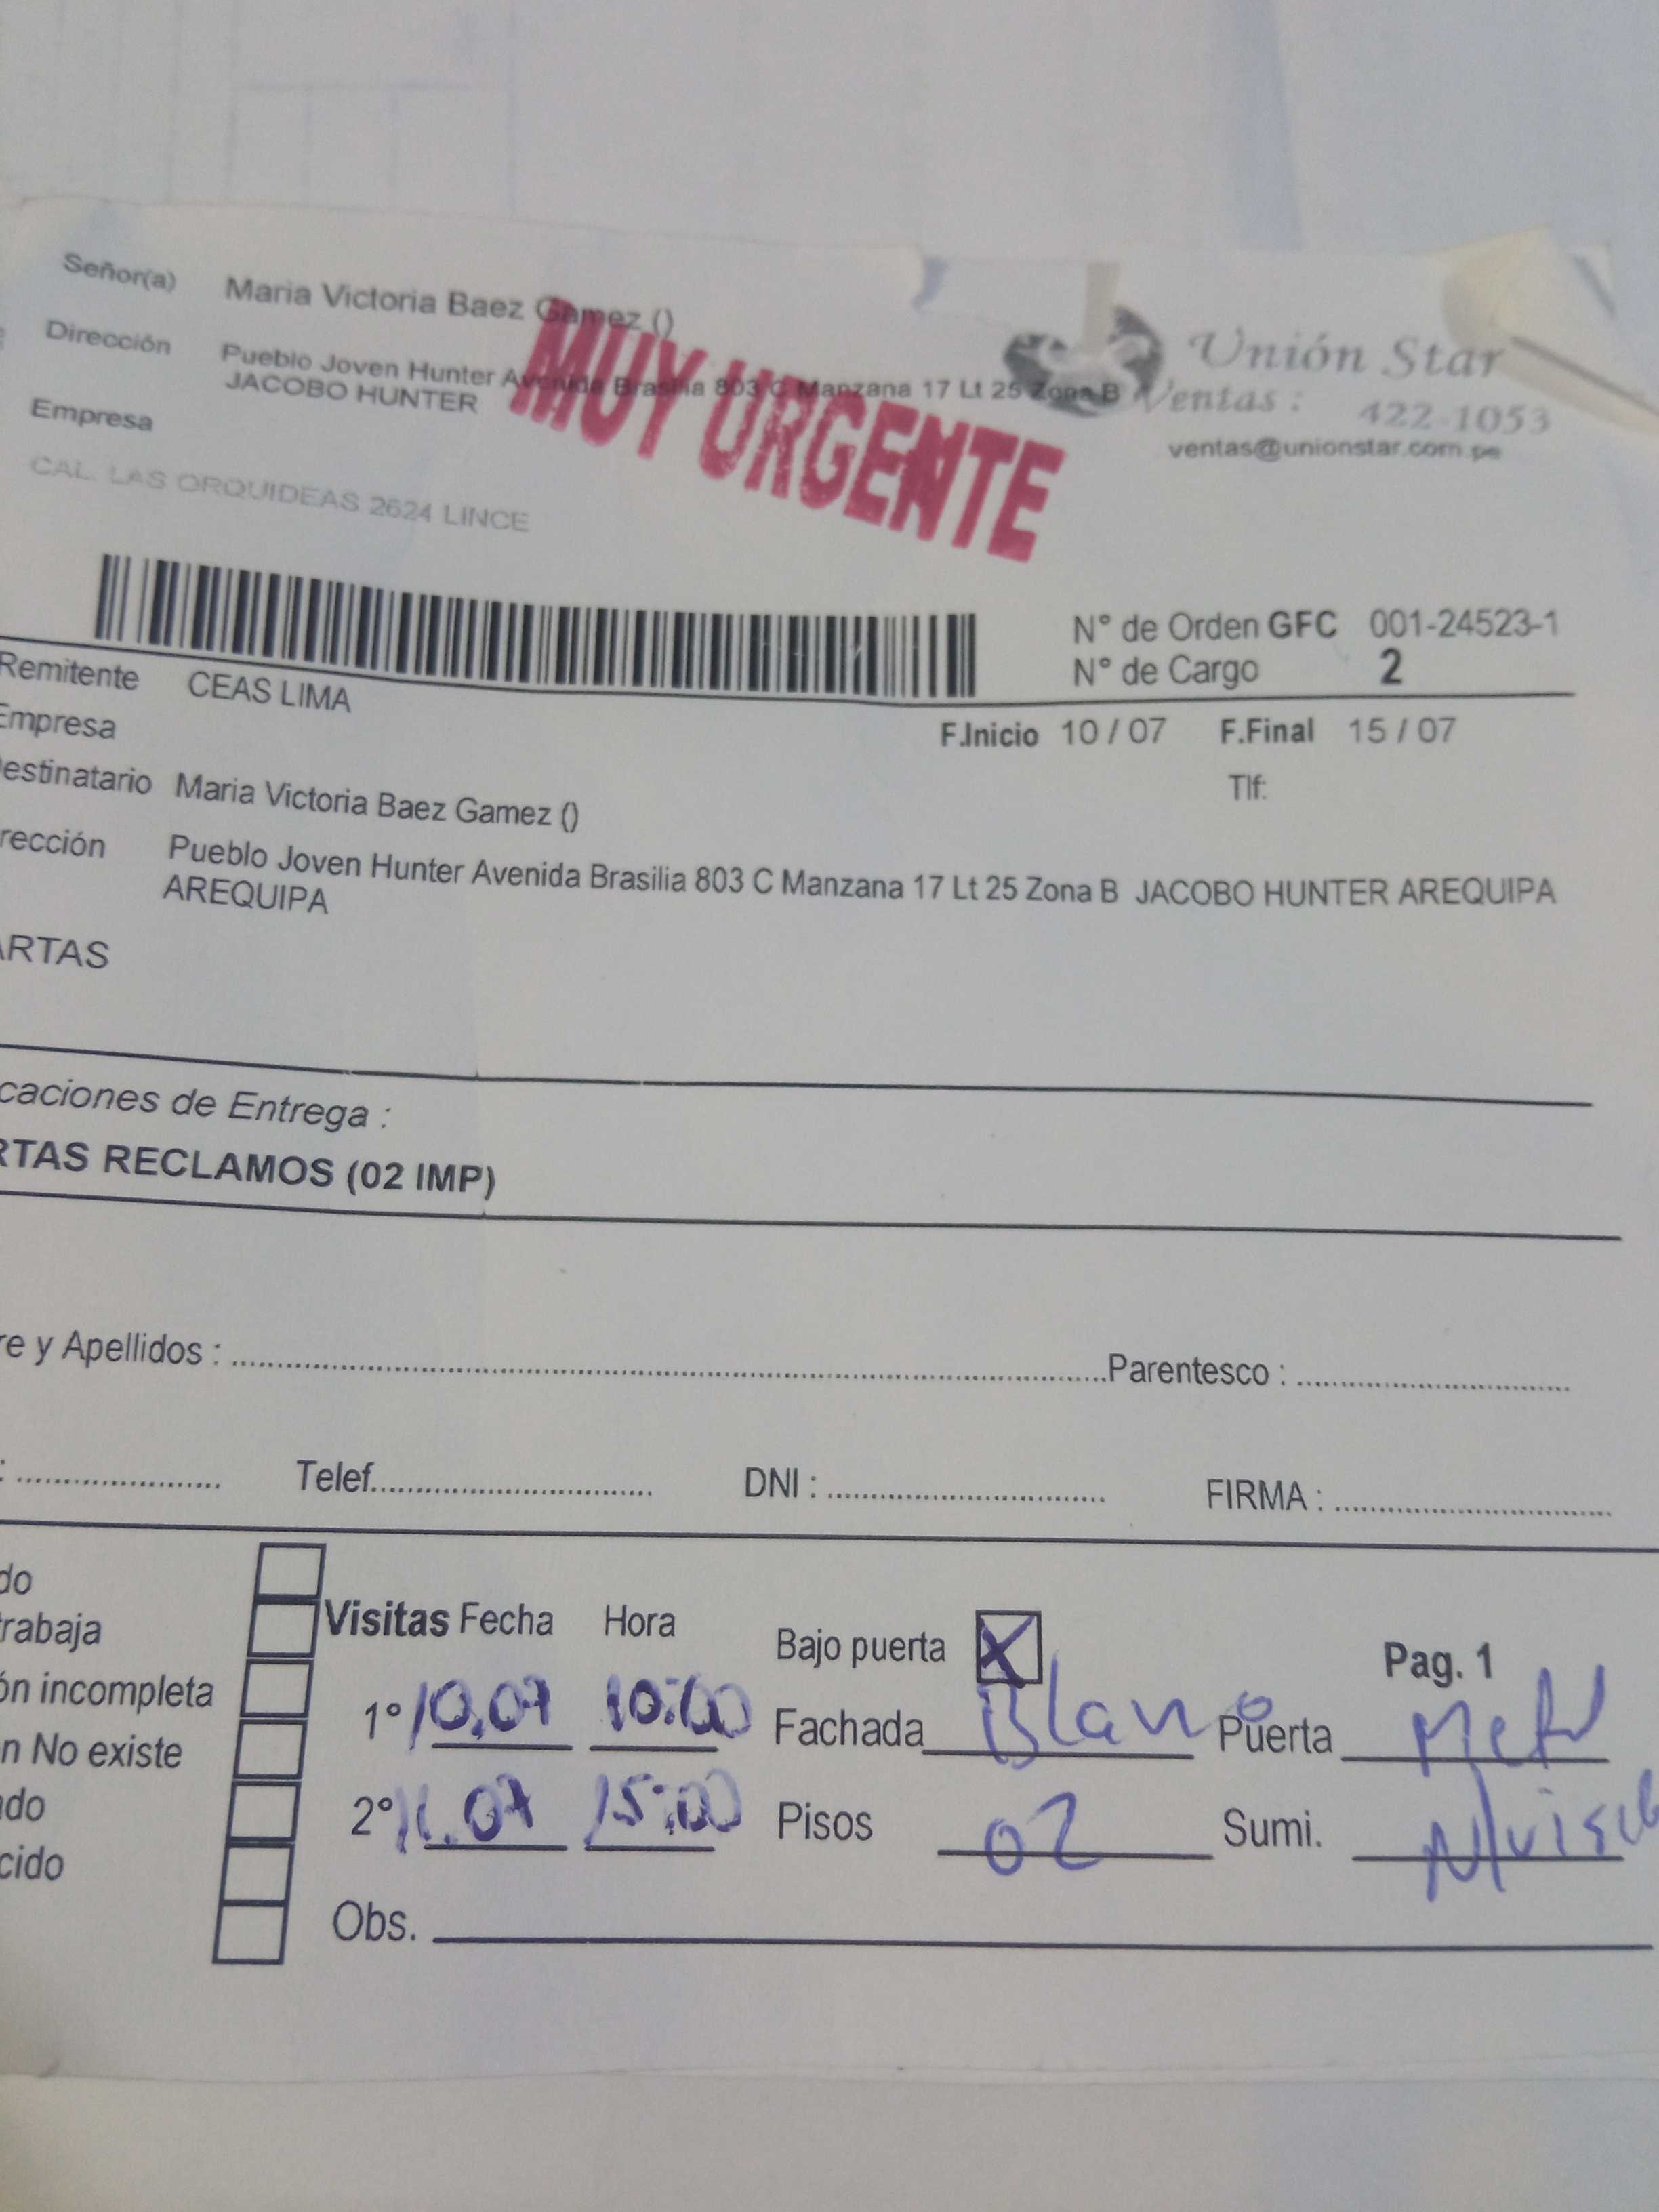 Señor(a) Maria Victoria Baez Gamez ()
Dirección Pueblo Joven Hunter Avenida Brasilia 803 C Manzana 17 Lt 25 Zona B
JACOBO HUNTER
Empresa
CAL. LAS ORQUIDEAS 2624 LINCE
MUY URGENTE
Unión Star
Ventas : 422-1053
ventas@unionstar.com.pe
N° de Orden GFC 001-24523-1
N° de Cargo 2
Remitente CEAS LIMA
Empresa
F.Inicio 10 / 07 F.Final 15 / 07
Tlf:
estinatario Maria Victoria Baez Gamez ()
rección Pueblo Joven Hunter Avenida Brasilia 803 C Manzana 17 Lt 25 Zona B JACOBO HUNTER AREQUIPA
AREQUIPA
ARTAS
caciones de Entrega :
RTAS RECLAMOS (02 IMP)
re y Apellidos : Parentesco :
: Telef. DNI : FIRMA :
do
trabaja
ón incompleta
n No existe
ado
cido
Visitas Fecha Hora
1° 10.07 10:00
2° 11.07 15:00
Obs.
Bajo puerta X Pag. 1
Fachada Blanco Puerta
Pisos 02 Sumi.